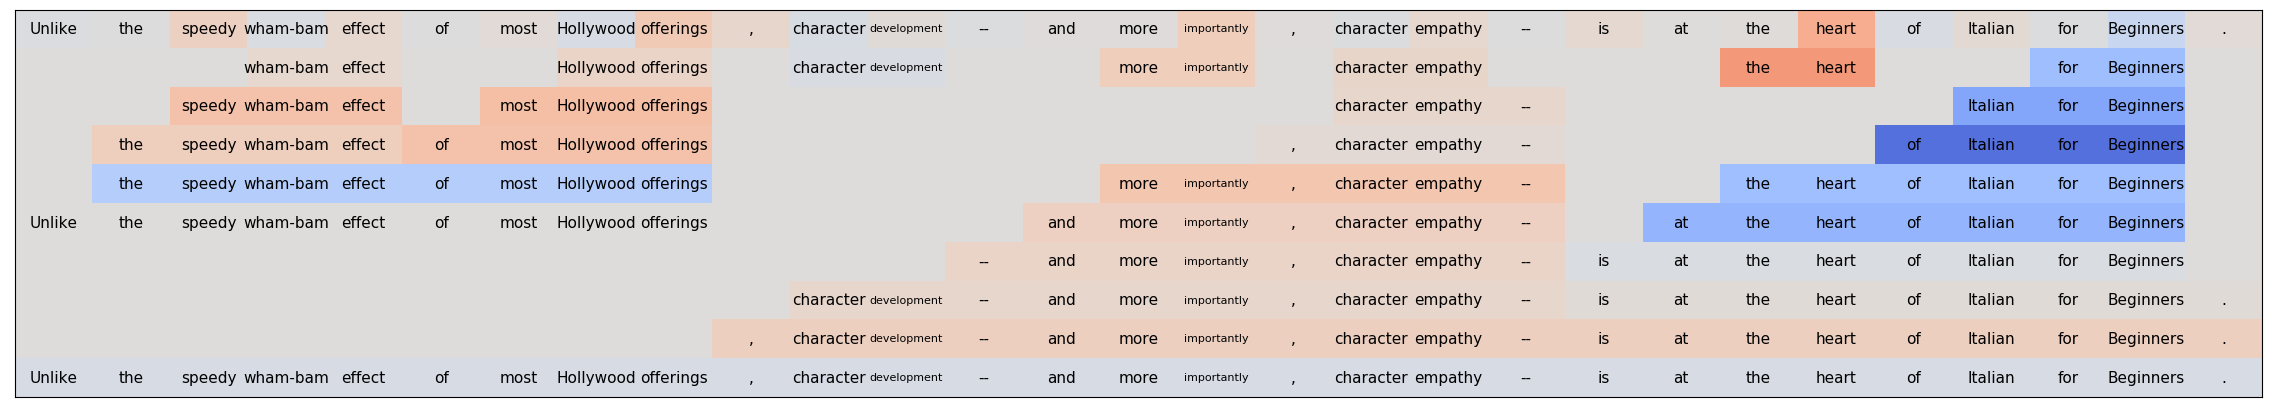 Unlike the speedy wham-bam effect of most Hollywood offerings , character development -- and more importantly , character empathy -- is at the heart of Italian for Beginners .
wham-bam effect Hollywood offerings character development more importantly character empathy the heart for Beginners
speedy wham-bam effect most Hollywood offerings character empathy -- Italian for Beginners
the speedy wham-bam effect of most Hollywood offerings , character empathy -- of Italian for Beginners
the speedy wham-bam effect of most Hollywood offerings more importantly , character empathy -- the heart of Italian for Beginners
Unlike the speedy wham-bam effect of most Hollywood offerings and more importantly , character empathy -- at the heart of Italian for Beginners
-- and more importantly , character empathy -- is at the heart of Italian for Beginners
character development -- and more importantly , character empathy -- is at the heart of Italian for Beginners .
, character development -- and more importantly , character empathy -- is at the heart of Italian for Beginners .
Unlike the speedy wham-bam effect of most Hollywood offerings , character development -- and more importantly , character empathy -- is at the heart of Italian for Beginners .